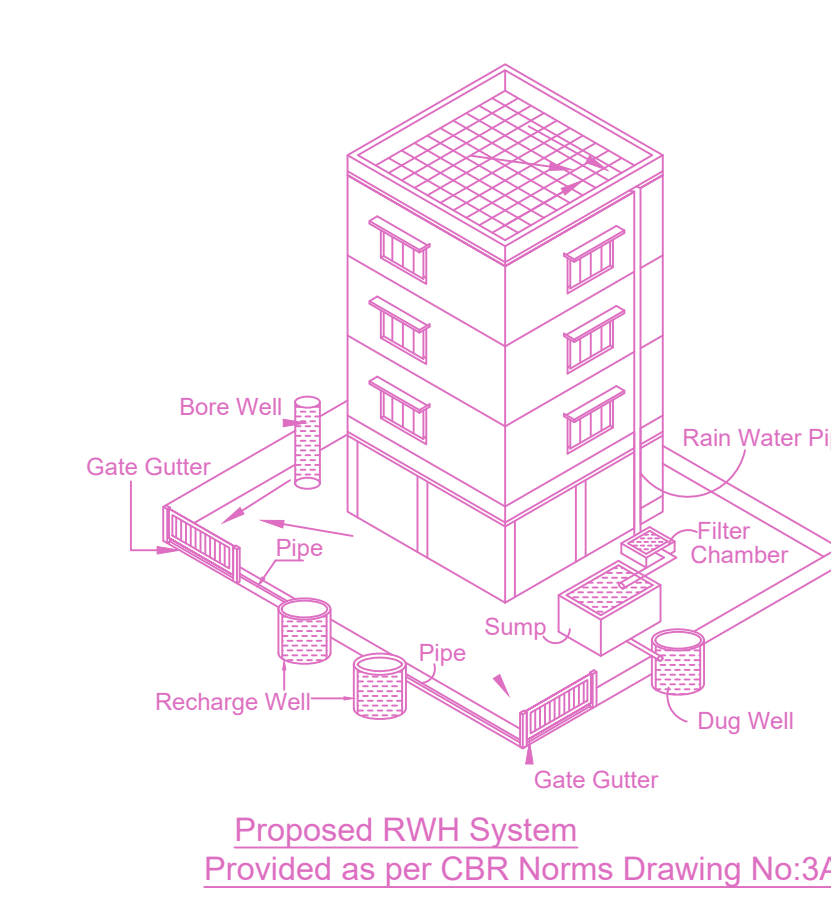 Bore Well
Gate Gutter
Rain Water Pi
Pipe
Filter
Chamber
Sump
Pipe
Recharge Well
Dug Well
Gate Gutter
Proposed RWH System
Provided as per CBR Norms Drawing No:3A